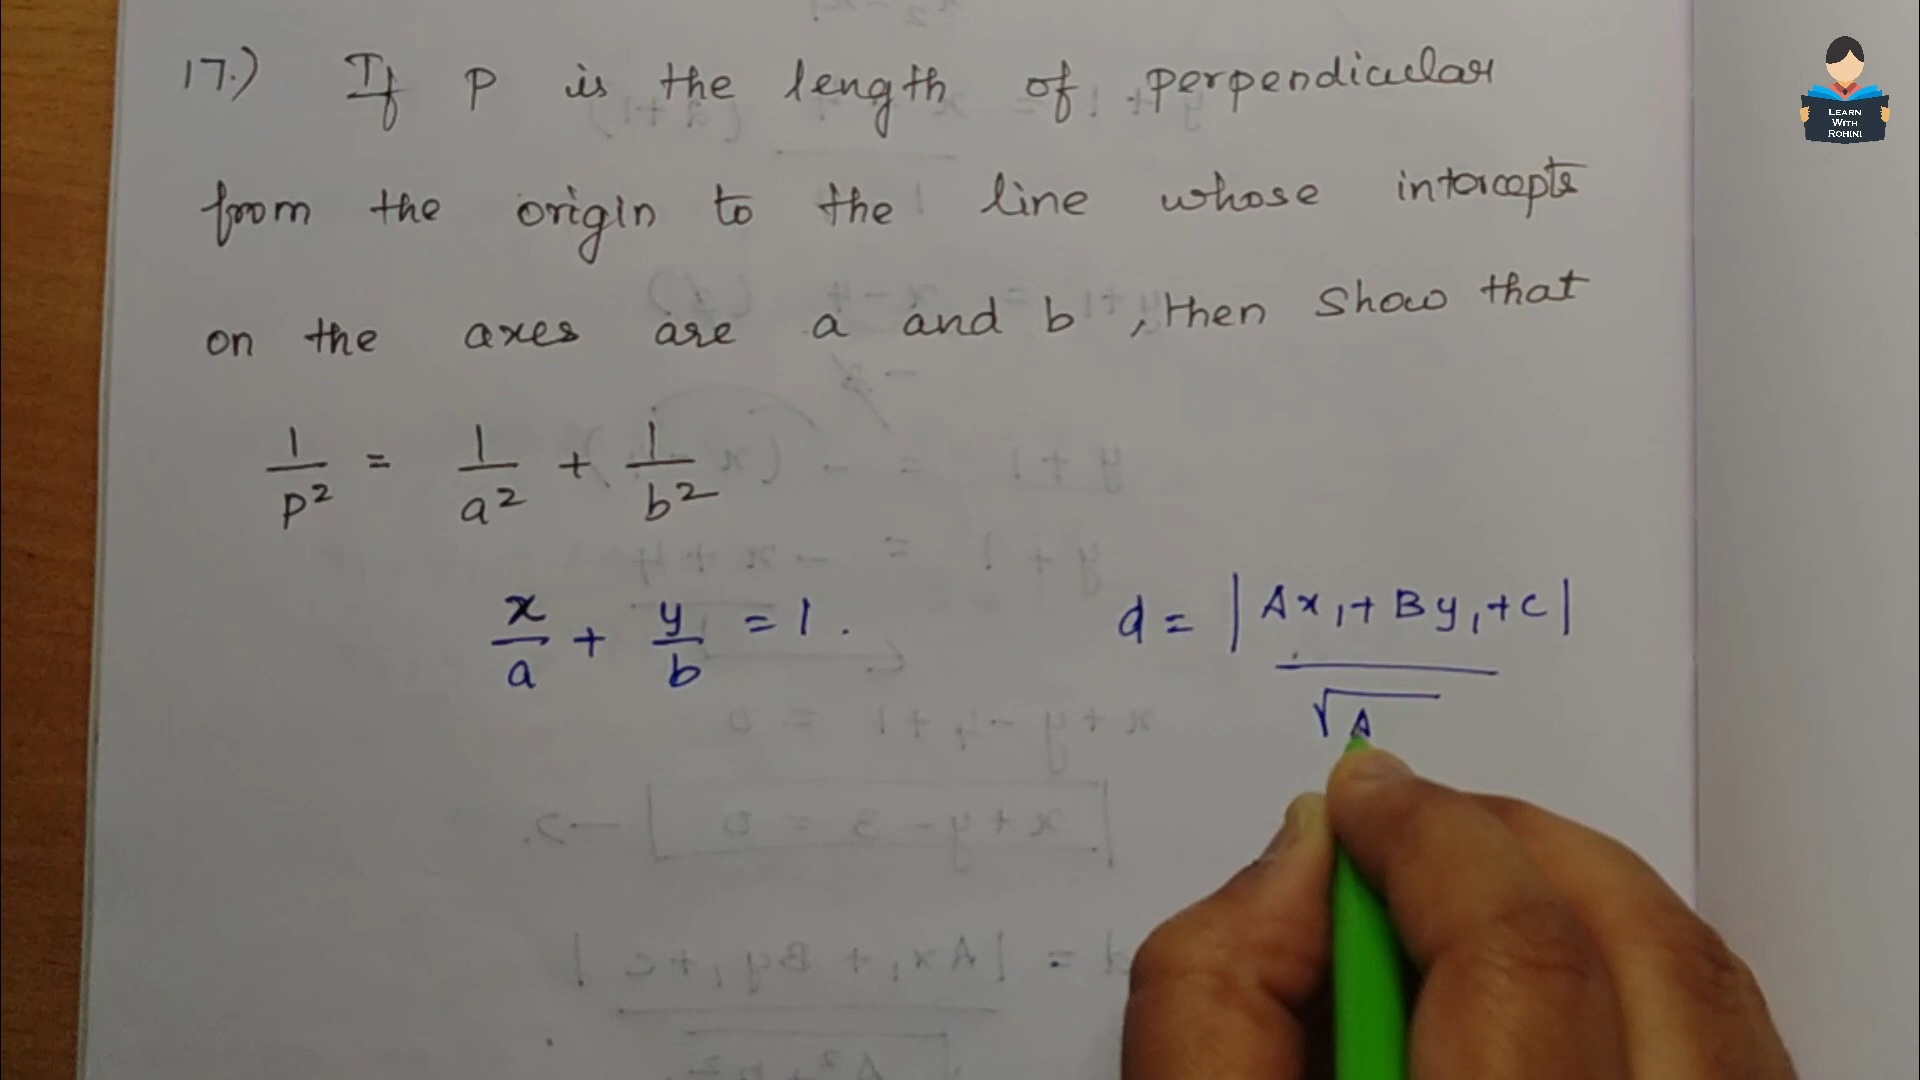 17.) If P is the length of perpendicular
from the origin to the line whose intercepts
on the axes are a and b, then show that
1/P² = 1/a² + 1/b²
x/a + y/b = 1.
d = |Ax₁ + By₁ + C| / √A
LEARN
WITH
ROHINI